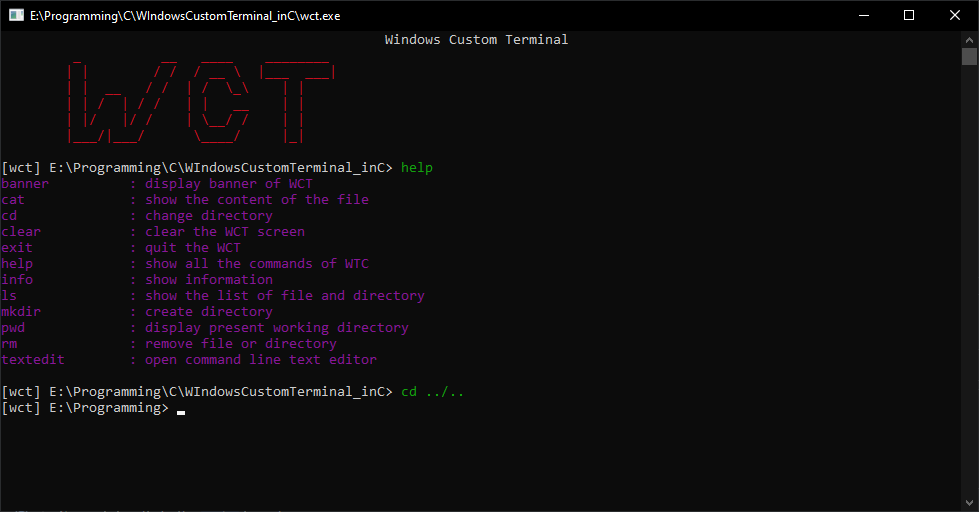 E:\Programming\C\WIndowsCustomTerminal_inC\wct.exe
Windows Custom Terminal
WCT
[wct] E:\Programming\C\WIndowsCustomTerminal_inC> help
banner : display banner of WCT
cat : show the content of the file
cd : change directory
clear : clear the WCT screen
exit : quit the WCT
help : show all the commands of WTC
info : show information
ls : show the list of file and directory
mkdir : create directory
pwd : display present working directory
rm : remove file or directory
textedit : open command line text editor
[wct] E:\Programming\C\WIndowsCustomTerminal_inC> cd ../..
[wct] E:\Programming>